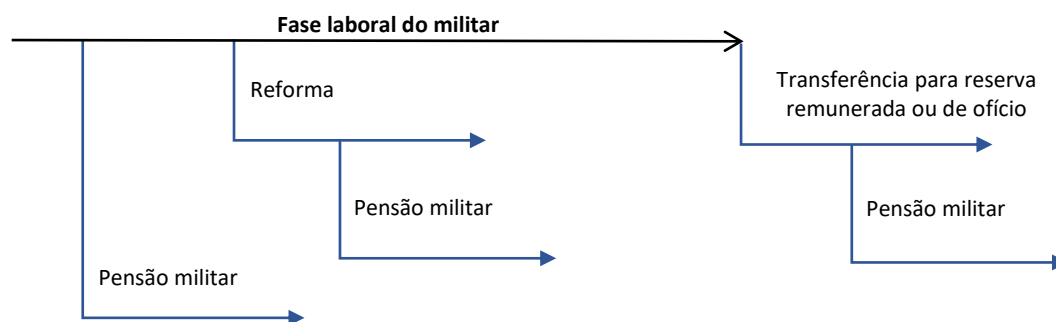 Fase laboral do militar
Reforma
Transferência para reserva
remunerada ou de ofício
Pensão militar
Pensão militar
Pensão militar